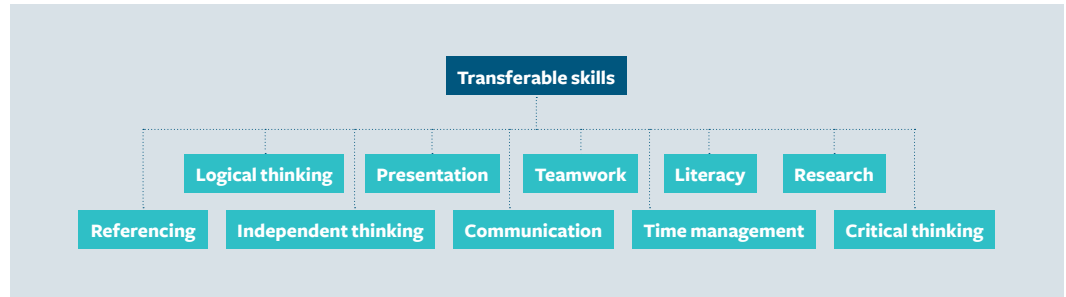 Transferable skills
Logical thinking
Presentation
Teamwork
Literacy
Research
Referencing
Independent thinking
Communication
Time management
Critical thinking